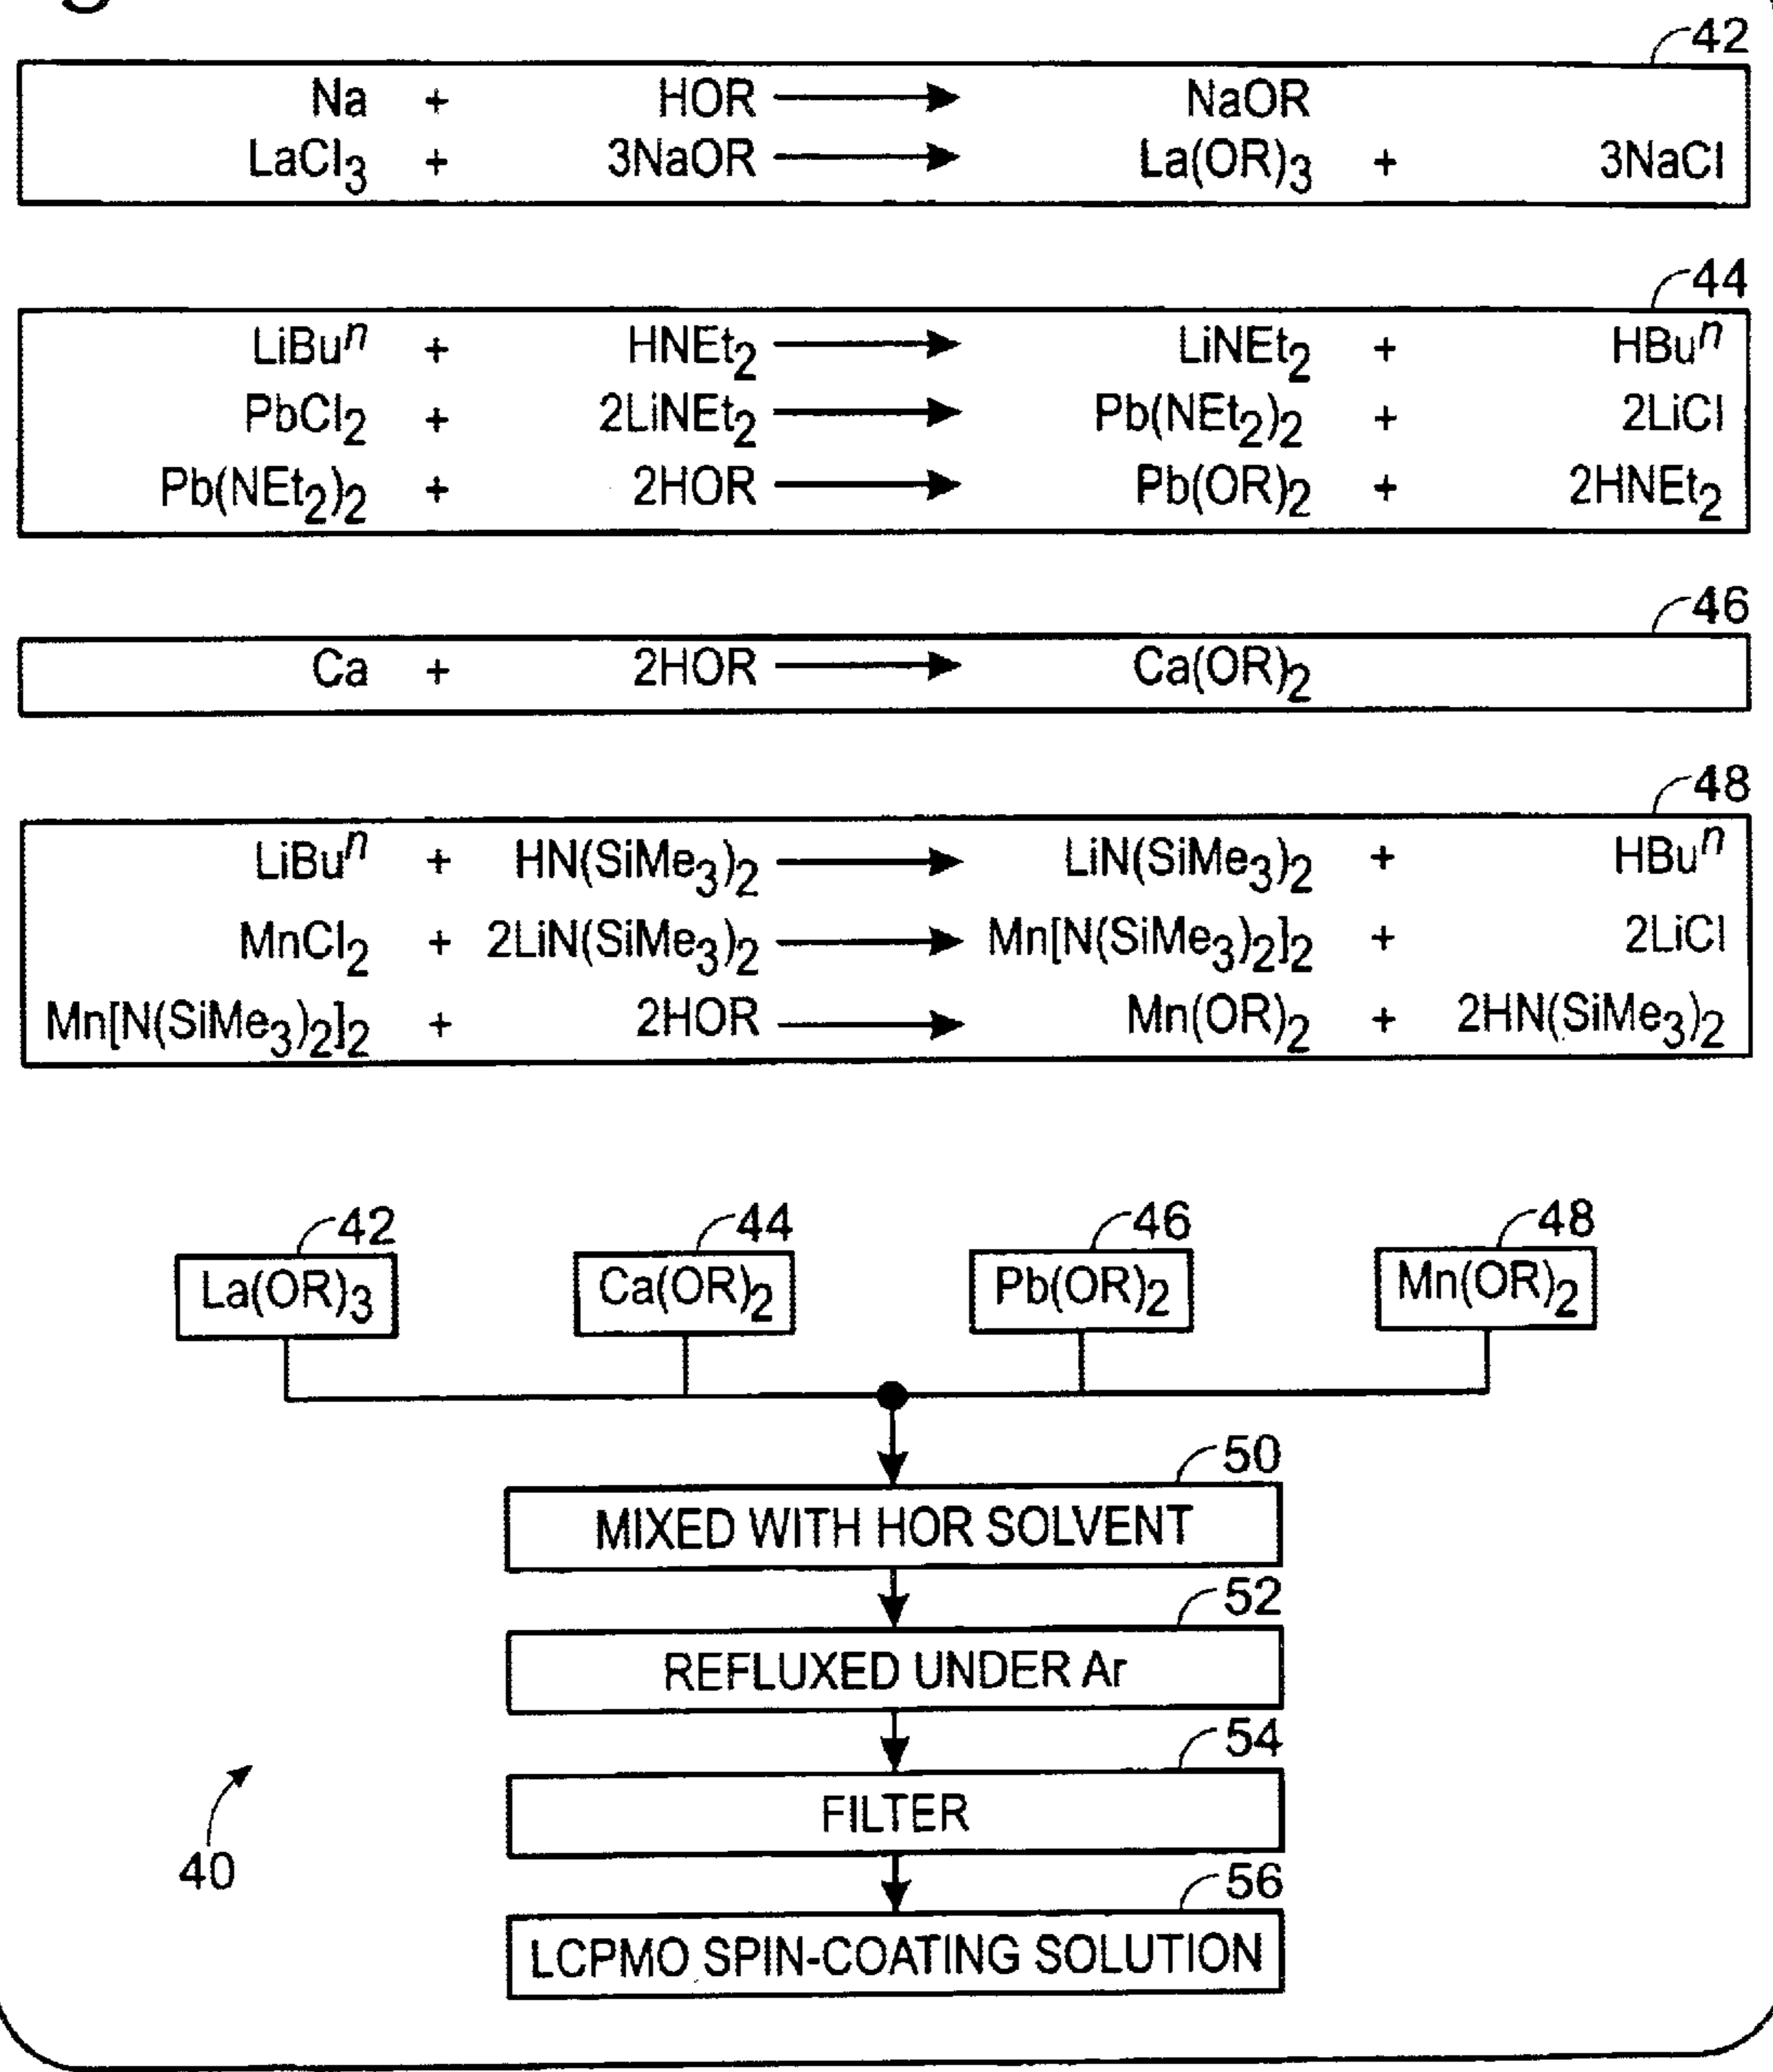 42
Na + HOR → NaOR
LaCl3 + 3NaOR → La(OR)3 + 3NaCl
44
LiBuⁿ + HNEt2 → LiNEt2 + HBuⁿ
PbCl2 + 2LiNEt2 → Pb(NEt2)2 + 2LiCl
Pb(NEt2)2 + 2HOR → Pb(OR)2 + 2HNEt2
46
Ca + 2HOR → Ca(OR)2
48
LiBuⁿ + HN(SiMe3)2 → LiN(SiMe3)2 + HBuⁿ
MnCl2 + 2LiN(SiMe3)2 → Mn[N(SiMe3)2]2 + 2LiCl
Mn[N(SiMe3)2]2 + 2HOR → Mn(OR)2 + 2HN(SiMe3)2
42 44 46 48
La(OR)3 Ca(OR)2 Pb(OR)2 Mn(OR)2
50
MIXED WITH HOR SOLVENT
52
REFLUXED UNDER Ar
54
FILTER
40
56
LCPMO SPIN-COATING SOLUTION